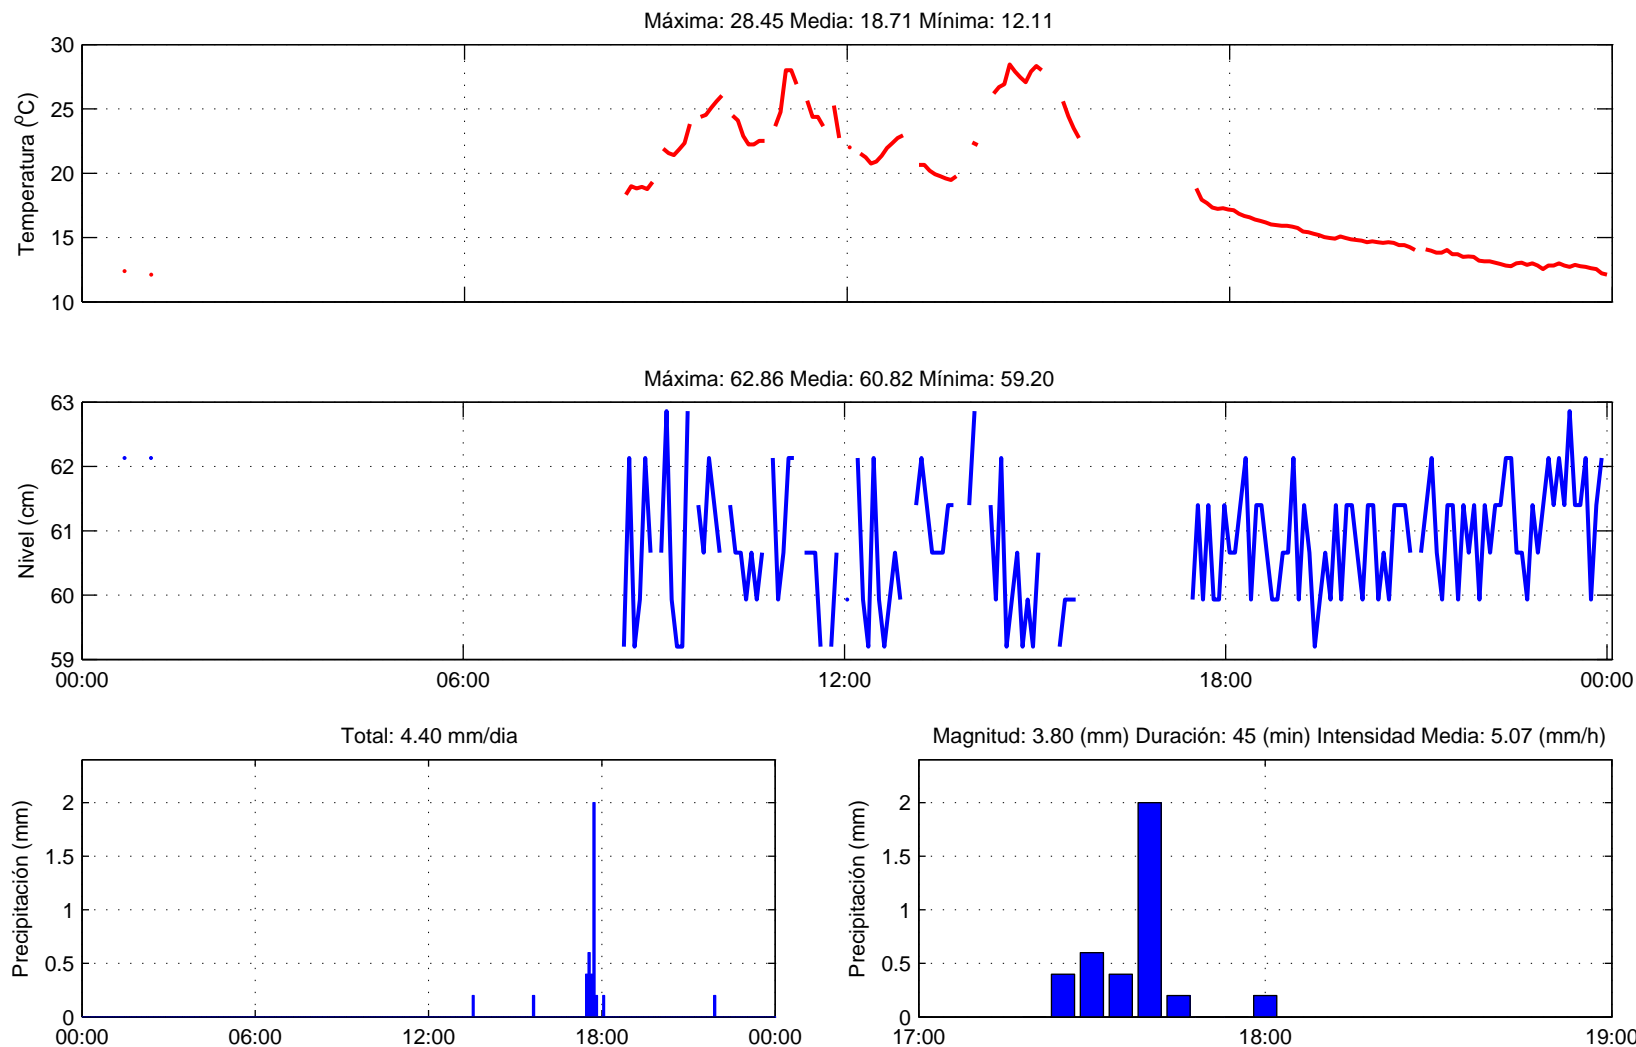 Máxima: 28.45 Media: 18.71 Mínima: 12.11
Temperatura (ºC)
30
25
20
15
10
Máxima: 62.86 Media: 60.82 Mínima: 59.20
Nivel (cm)
63
62
61
60
59
00:00 06:00 12:00 18:00 00:00
Total: 4.40 mm/dia
Precipitación (mm)
2
1.5
1
0.5
0
00:00 06:00 12:00 18:00 00:00
Magnitud: 3.80 (mm) Duración: 45 (min) Intensidad Media: 5.07 (mm/h)
Precipitación (mm)
2
1.5
1
0.5
0
17:00 18:00 19:00